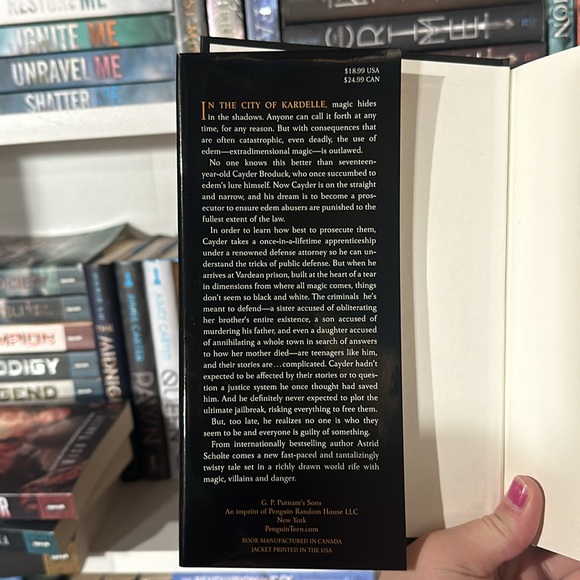 RESTORE ME
IGNITE ME
UNRAVEL ME
SHATTER
$18.99 USA
$24.99 CAN
IN THE CITY OF KARDELLE, magic hides
in the shadows. Anyone can call it forth at any
time, for any reason. But with consequences that
are often catastrophic, even deadly, the use of
edem—extradimensional magic—is outlawed.
No one knows this better than seventeen-
year-old Cayder Broduck, who once succumbed to
edem's lure himself. Now Cayder is on the straight
and narrow, and his dream is to become a pros-
ecutor to ensure edem abusers are punished to the
fullest extent of the law.
In order to learn how best to prosecute them,
Cayder takes a once-in-a-lifetime apprenticeship
under a renowned defense attorney so he can un-
derstand the tricks of public defense. But when he
arrives at Vardean prison, built at the heart of a tear
in dimensions from where all magic comes, things
don't seem so black and white. The criminals he's
meant to defend—a sister accused of obliterating
her brother's entire existence, a son accused of
murdering his father, and even a daughter accused
of annihilating a whole town in search of answers
to how her mother died—are teenagers like him,
and their stories are...complicated. Cayder hadn't
expected to be affected by their stories or to ques-
tion a justice system he once thought had saved
him. And he definitely never expected to plot the
ultimate jailbreak, risking everything to free them.
But, too late, he realizes no one is who they
seem to be and everyone is guilty of something.
From internationally bestselling author Astrid
Scholte comes a new fast-paced and tantalizingly
twisty tale set in a richly drawn world rife with
magic, villains and danger.
G. P. Putnam's Sons
An imprint of Penguin Random House LLC
New York
PenguinTeen.com
BOOK MANUFACTURED IN CANADA
JACKET PRINTED IN THE USA
CHAMPION
PRODIGY
LEGEND
MIDNIG
DAWN